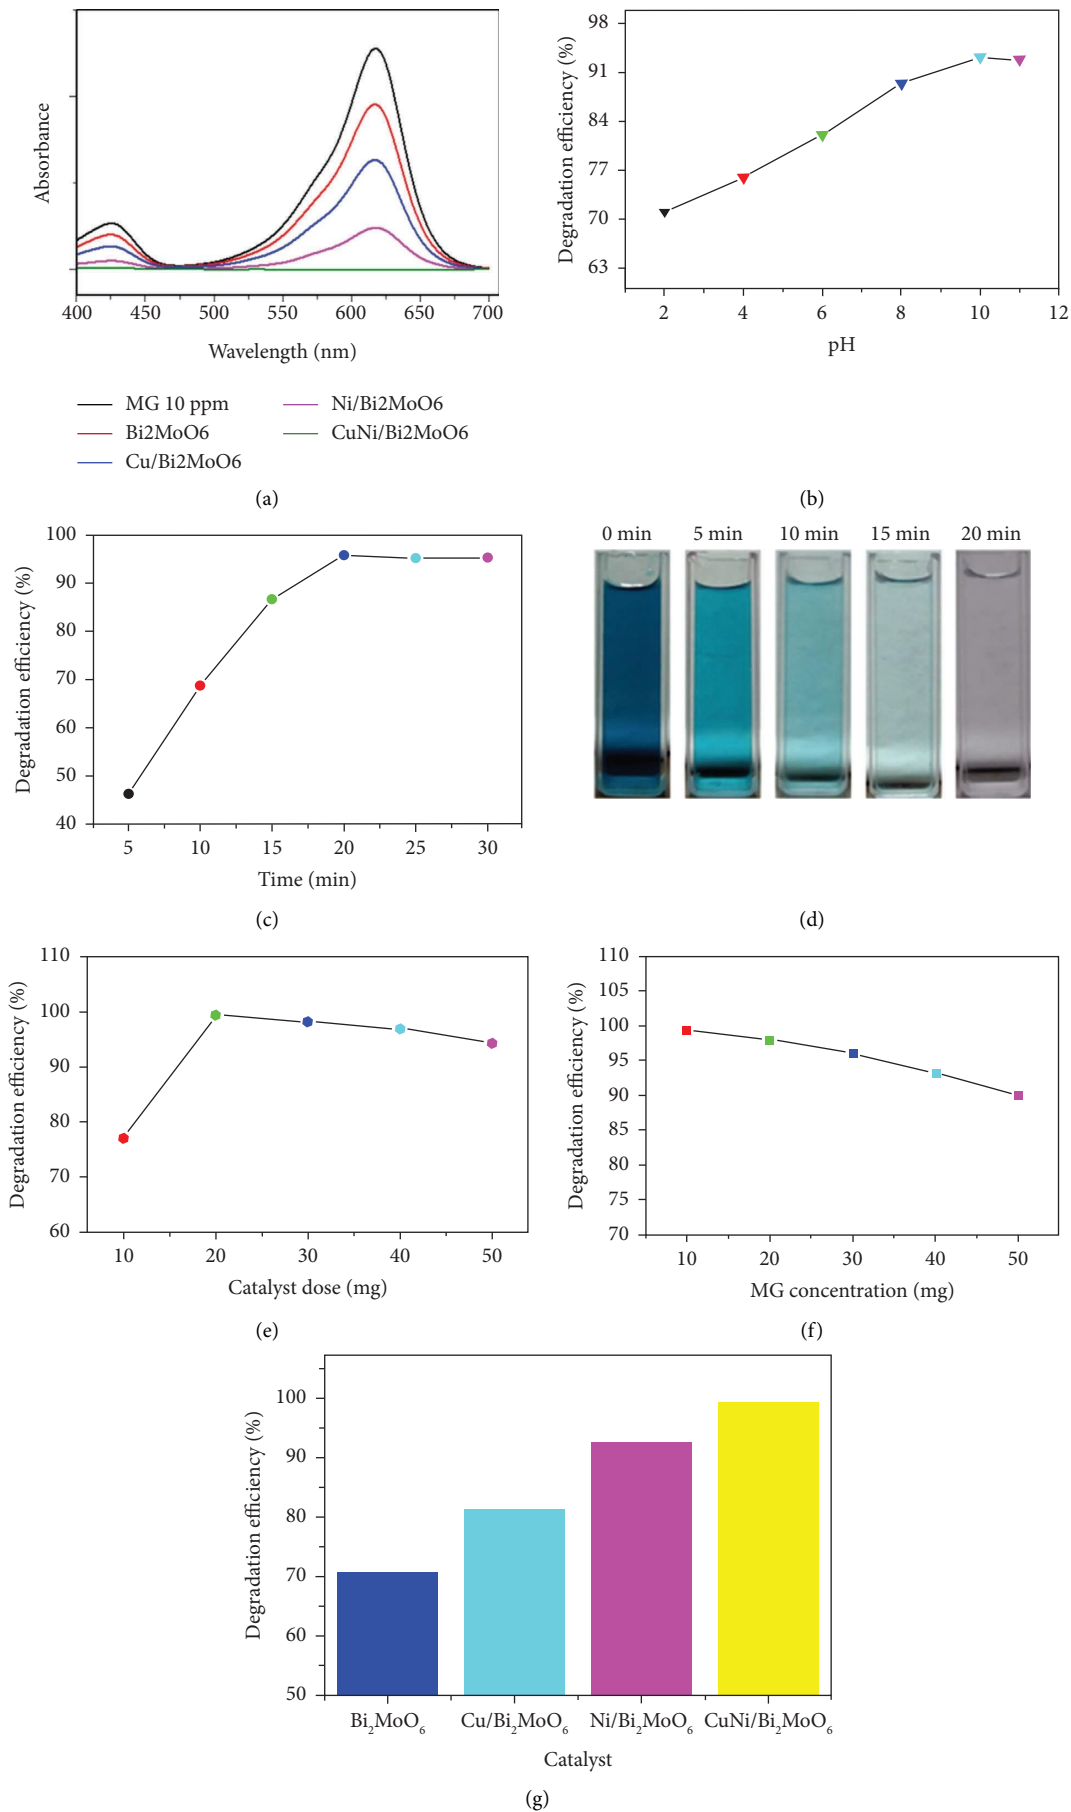 Absorbance
400 450 500 550 600 650 700
Wavelength (nm)
MG 10 ppm
Bi2MoO6
Cu/Bi2MoO6
Ni/Bi2MoO6
CuNi/Bi2MoO6
(a)
Degradation efficiency (%)
98
91
84
77
70
63
2 4 6 8 10 12
pH
(b)
Degradation efficiency (%)
100
90
80
70
60
50
40
5 10 15 20 25 30
Time (min)
(c)
0 min 5 min 10 min 15 min 20 min
(d)
Degradation efficiency (%)
110
100
90
80
70
60
10 20 30 40 50
Catalyst dose (mg)
(e)
Degradation efficiency (%)
110
105
100
95
90
85
80
75
70
10 20 30 40 50
MG concentration (mg)
(f)
Degradation efficiency (%)
100
90
80
70
60
50
Bi₂MoO₆ Cu/Bi₂MoO₆ Ni/Bi₂MoO₆ CuNi/Bi₂MoO₆
Catalyst
(g)